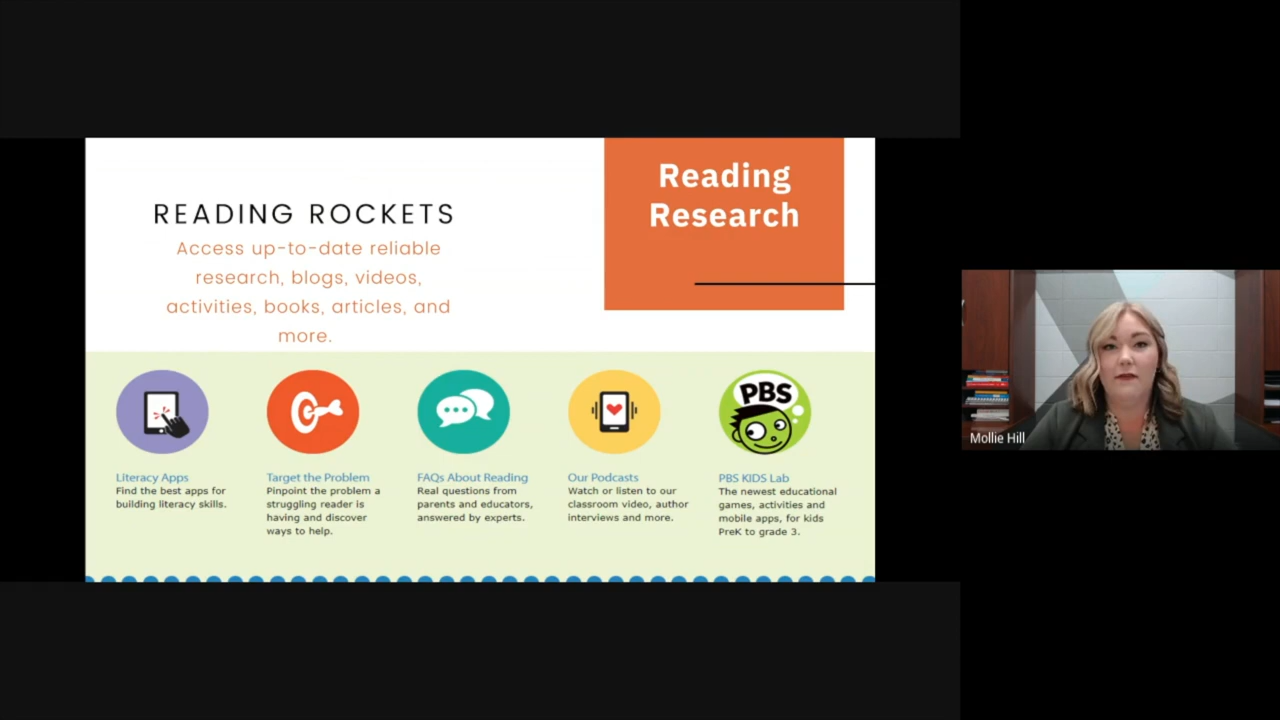 Reading
Research
READING ROCKETS
Access up-to-date reliable
research, blogs, videos,
activities, books, articles, and
more.
PBS
Literacy Apps
Find the best apps for
building literacy skills.
Target the Problem
Pinpoint the problem a
struggling reader is
having and discover
ways to help.
FAQs About Reading
Real questions from
parents and educators,
answered by experts.
Our Podcasts
Watch or listen to our
classroom video, author
interviews and more.
PBS KIDS Lab
The newest educational
games, activities and
mobile apps, for kids
PreK to grade 3.
Mollie Hill